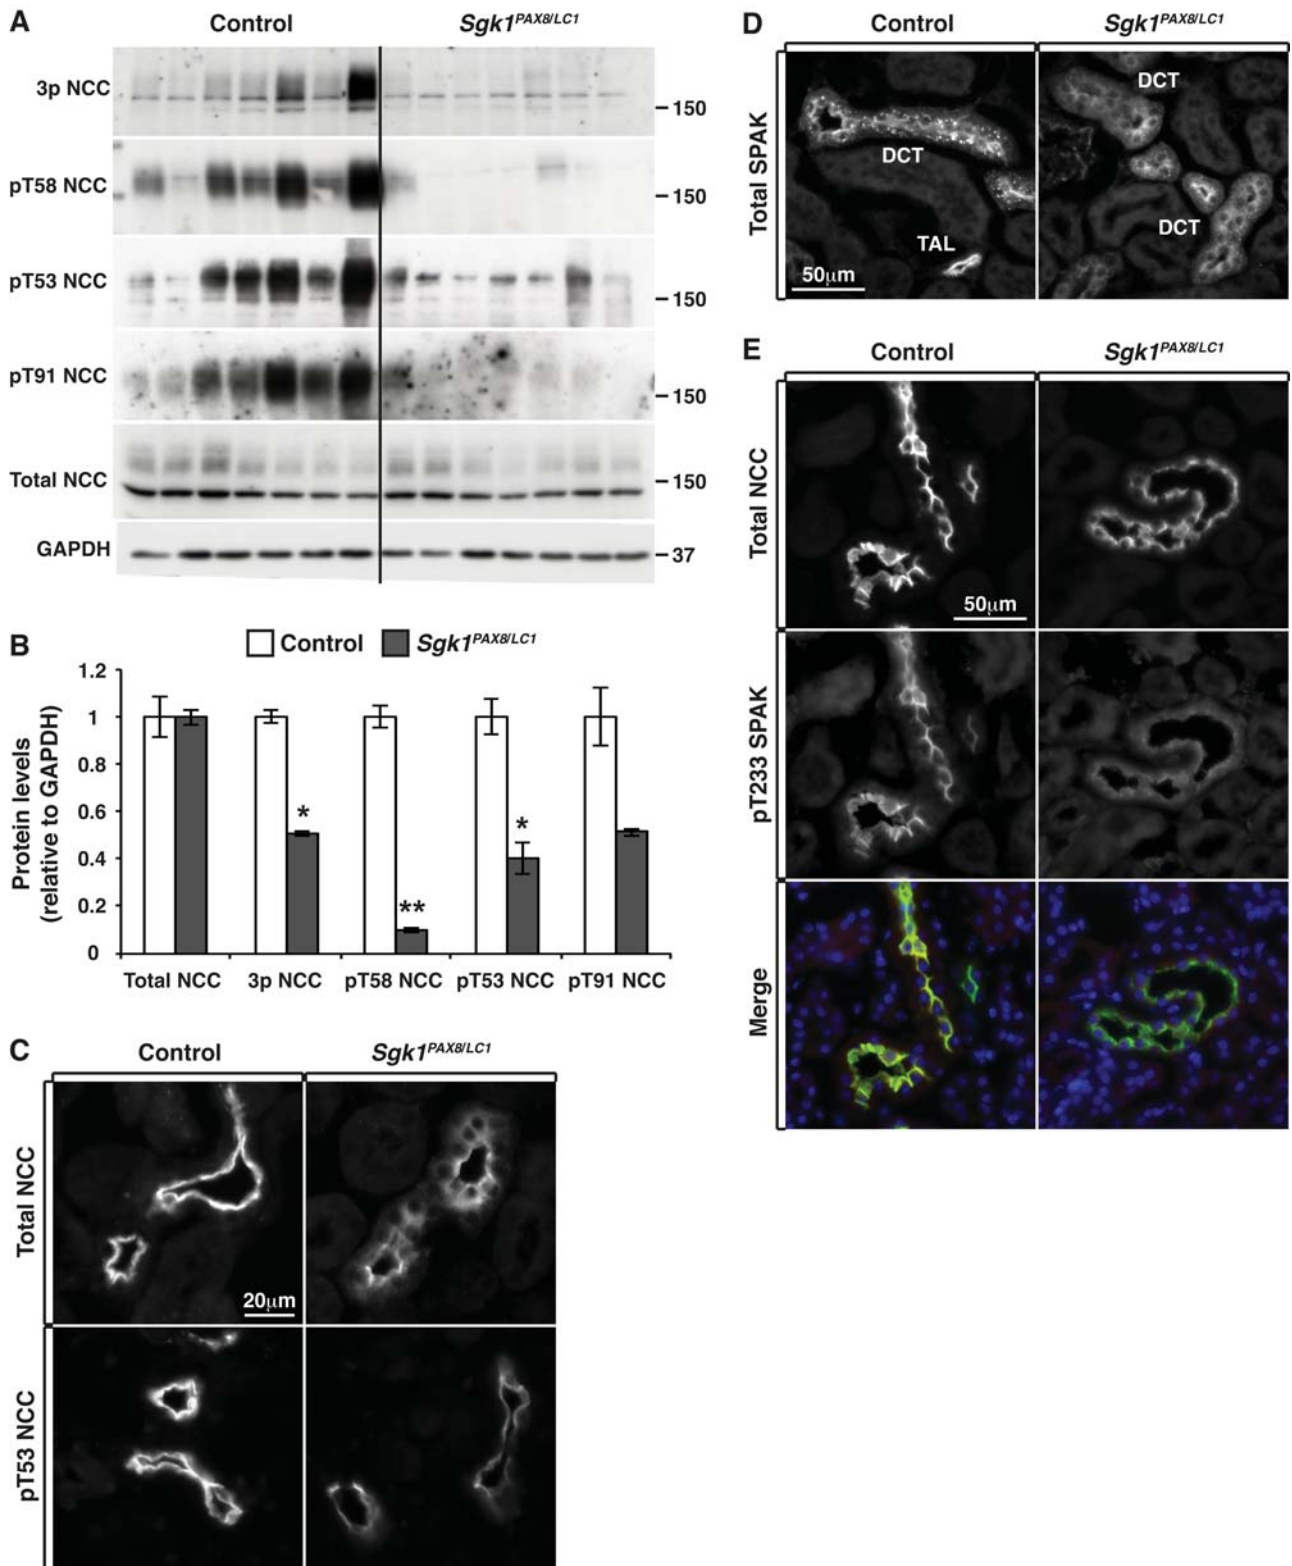 A
Control
Sgk1PAX8/LC1
3p NCC
150
pT58 NCC
150
pT53 NCC
150
pT91 NCC
150
Total NCC
150
GAPDH
37
B
Control
Sgk1PAX8/LC1
Protein levels
(relative to GAPDH)
1.2
1
0.8
0.6
0.4
0.2
0
*
**
*
Total NCC
3p NCC
pT58 NCC
pT53 NCC
pT91 NCC
C
Control
Sgk1PAX8/LC1
Total NCC
20μm
pT53 NCC
D
Control
Sgk1PAX8/LC1
Total SPAK
DCT
TAL
50μm
DCT
DCT
E
Control
Sgk1PAX8/LC1
Total NCC
50μm
pT233 SPAK
Merge